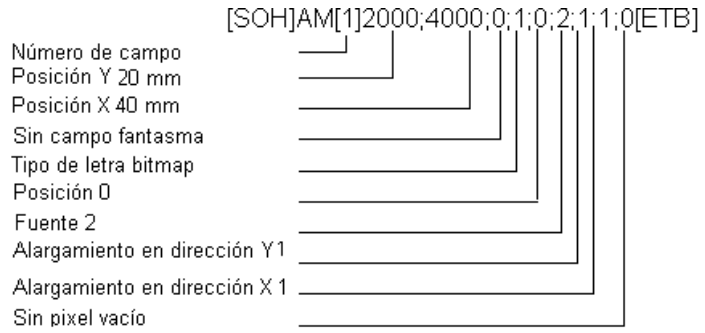 [SOH]AM[1]2000;4000;0;1;0;2;1;1;0[ETB]
Número de campo
Posición Y 20 mm
Posición X 40 mm
Sin campo fantasma
Tipo de letra bitmap
Posición 0
Fuente 2
Alargamiento en dirección Y1
Alargamiento en dirección X 1
Sin pixel vacío